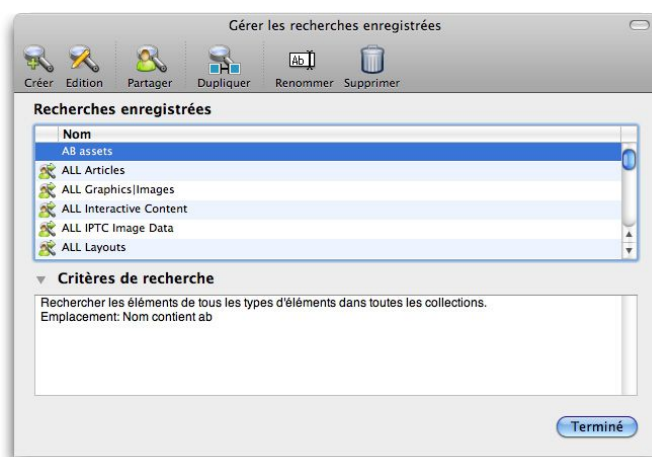 Gérer les recherches enregistrées
Créer Edition Partager Dupliquer Renommer Supprimer
Recherches enregistrées
Nom
AB assets
ALL Articles
ALL Graphics|Images
ALL Interactive Content
ALL IPTC Image Data
ALL Layouts
Critères de recherche
Rechercher les éléments de tous les types d'éléments dans toutes les collections.
Emplacement: Nom contient ab
Terminé